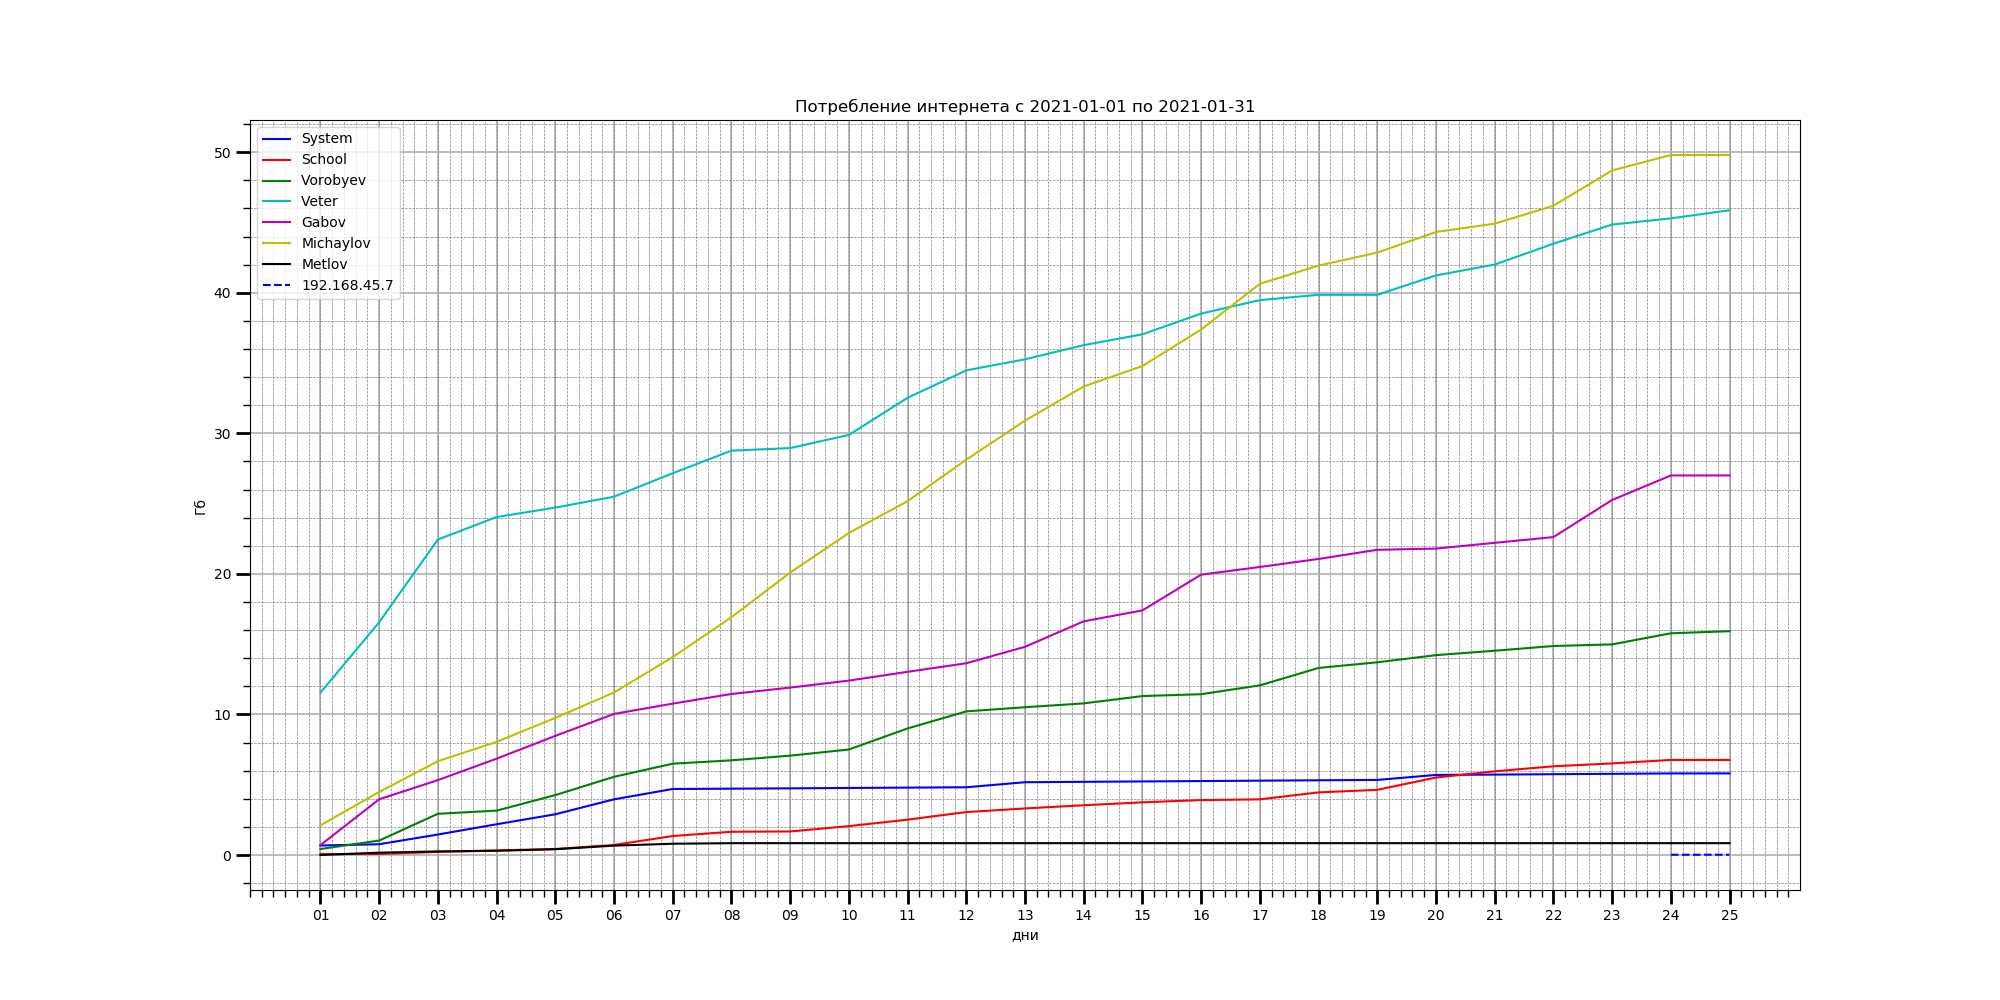 Потребление интернета с 2021-01-01 по 2021-01-31
System
School
Vorobyev
Veter
Gabov
Michaylov
Metlov
192.168.45.7
50
40
30
20
10
0
Гб
01 02 03 04 05 06 07 08 09 10 11 12 13 14 15 16 17 18 19 20 21 22 23 24 25
дни